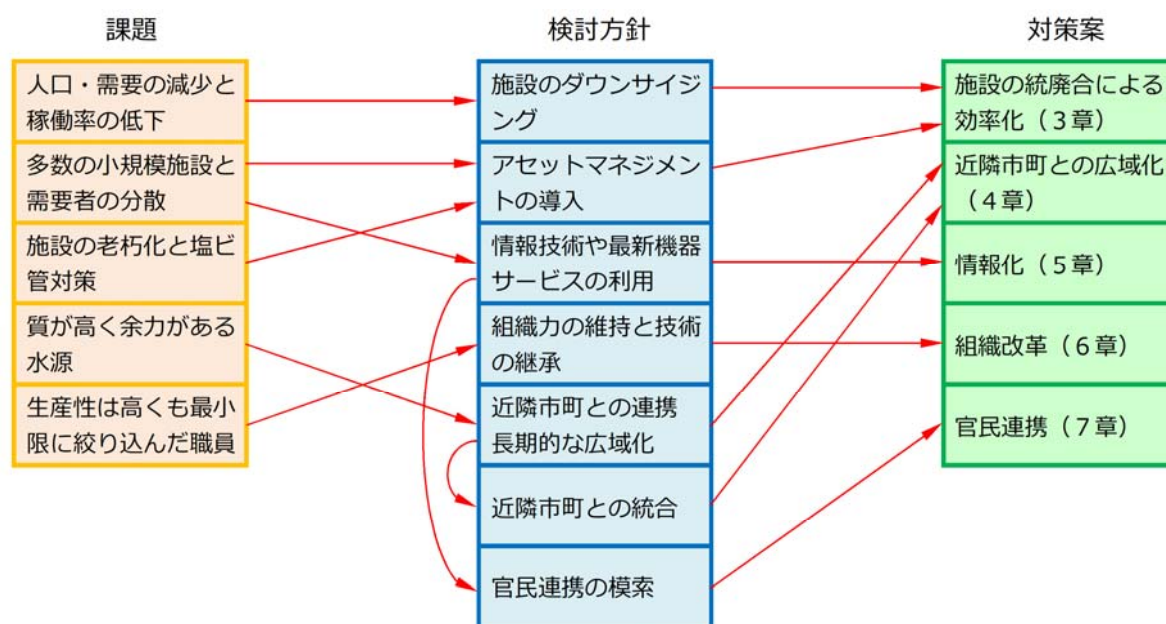 課題
人口・需要の減少と
稼働率の低下
多数の小規模施設と
需要者の分散
施設の老朽化と塩ビ
管対策
質が高く余力がある
水源
生産性は高くも最小
限に絞り込んだ職員
検討方針
施設のダウンサイジ
ング
アセットマネジメン
トの導入
情報技術や最新機器
サービスの利用
組織力の維持と技術
の継承
近隣市町との連携
長期的な広域化
近隣市町との統合
官民連携の模索
対策案
施設の統廃合による
効率化（３章）
近隣市町との広域化
（４章）
情報化（５章）
組織改革（６章）
官民連携（７章）